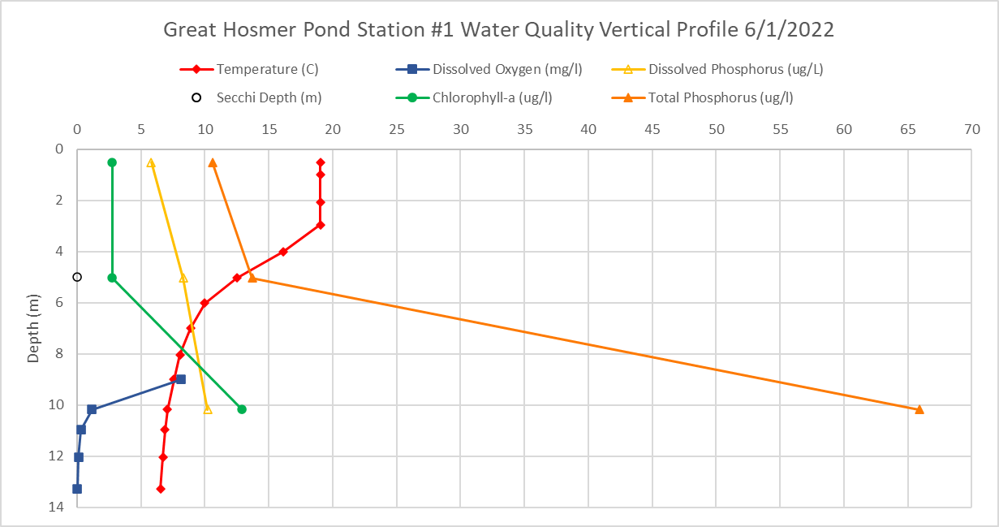 Great Hosmer Pond Station #1 Water Quality Vertical Profile 6/1/2022
Temperature (C) Dissolved Oxygen (mg/l) Dissolved Phosphorus (ug/L)
Secchi Depth (m) Chlorophyll-a (ug/l) Total Phosphorus (ug/l)
0 5 10 15 20 25 30 35 40 45 50 55 60 65 70
0
2
4
6
8
10
12
14
Depth (m)